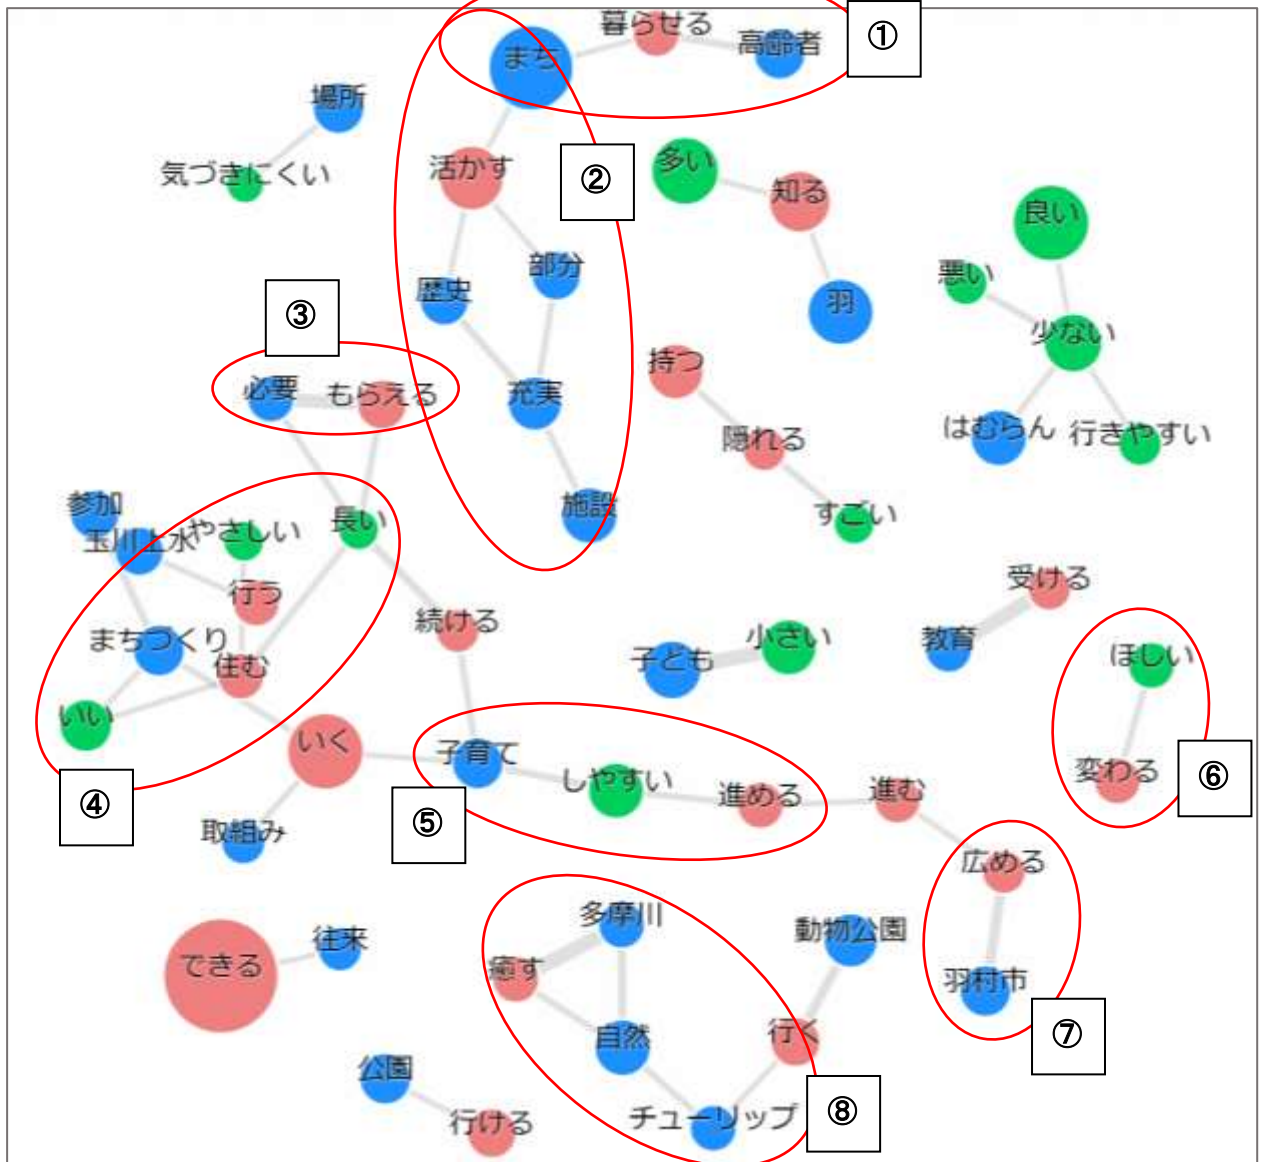 暮らせる
①
まち
高齢者
場所
気づきにくい
活かす
②
多い
知る
良い
部分
歴史
悪い
羽
③
少ない
持つ
必要
もらえる
充実
はむらん
行きやすい
隠れる
参加
施設
すごい
玉川上水
やさしい
長い
行う
受ける
続ける
まちづくり
住む
子ども
小さい
教育
ほしい
いい
いく
子育て
しやすい
進める
進む
変わる
⑥
④
⑤
取組み
広める
多摩川
動物公園
できる
往来
癒す
羽村市
自然
行く
⑦
公園
行ける
チューリップ
⑧